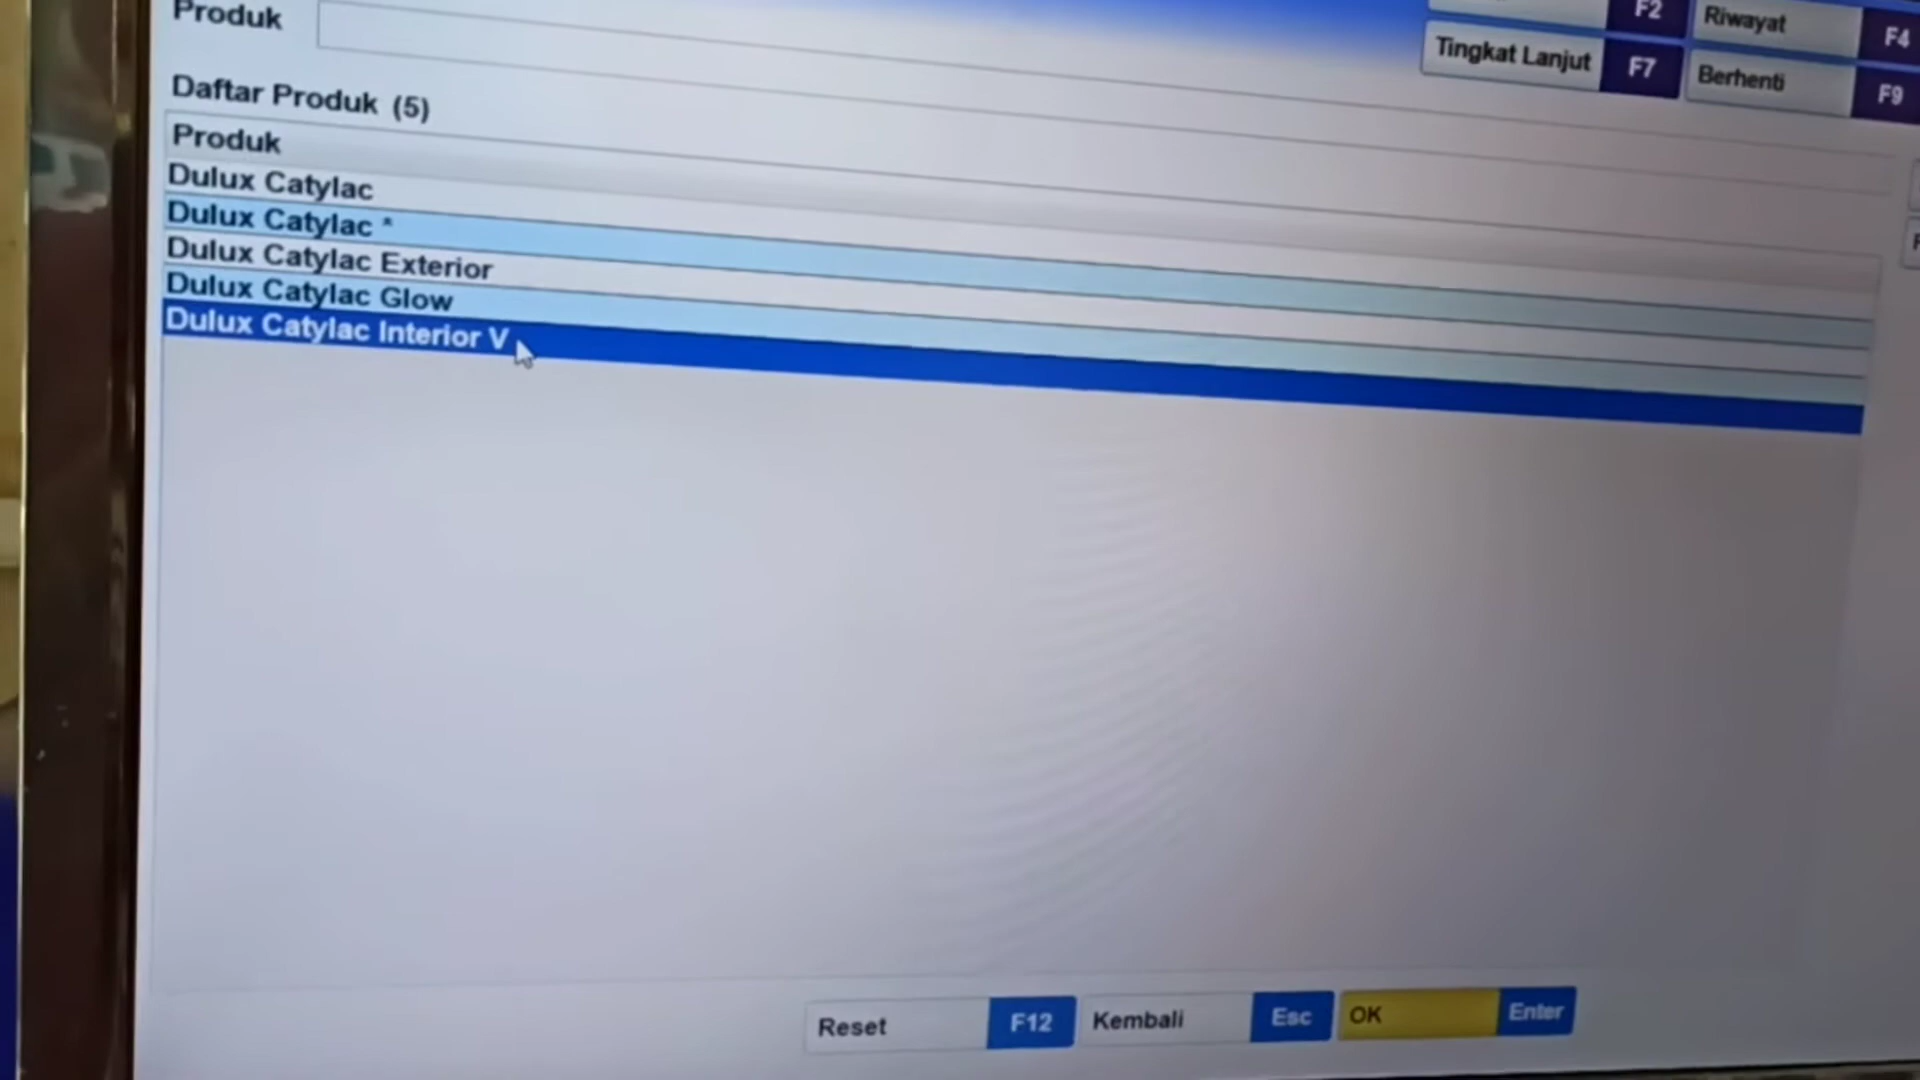 Produk
F2
Riwayat
F4
Tingkat Lanjut
F7
Berhenti
F9
Daftar Produk (5)
Produk
Dulux Catylac
Dulux Catylac *
Dulux Catylac Exterior
Dulux Catylac Glow
Dulux Catylac Interior V
Reset
F12
Kembali
Esc
OK
Enter